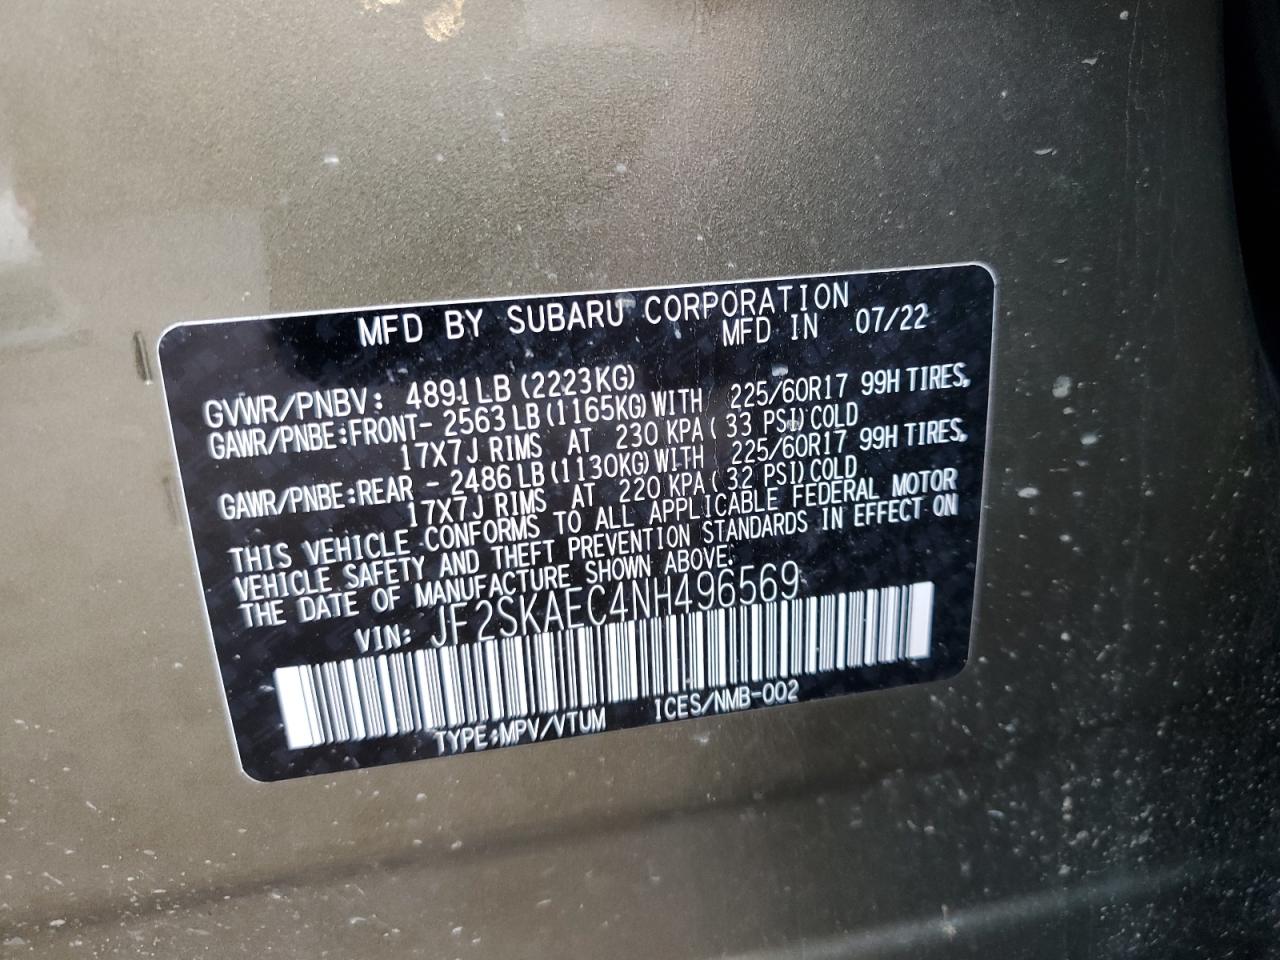 MFD BY SUBARU CORPORATION
MFD IN 07/22
GVWR/PNBV: 4891LB (2223KG)
GAWR/PNBE:FRONT- 2563LB(1165KG)WITH 225/60R17 99H TIRES,
17X7J RIMS AT 230 KPA( 33 PSI)COLD
GAWR/PNBE:REAR - 2486LB(1130KG)WITH 225/60R17 99H TIRES,
17X7J RIMS AT 220 KPA( 32 PSI)COLD
THIS VEHICLE CONFORMS TO ALL APPLICABLE FEDERAL MOTOR
VEHICLE SAFETY AND THEFT PREVENTION STANDARDS IN EFFECT ON
THE DATE OF MANUFACTURE SHOWN ABOVE:
VIN: JF2SKAEC4NH496569
TYPE:MPV/VTUM ICES/NMB-002